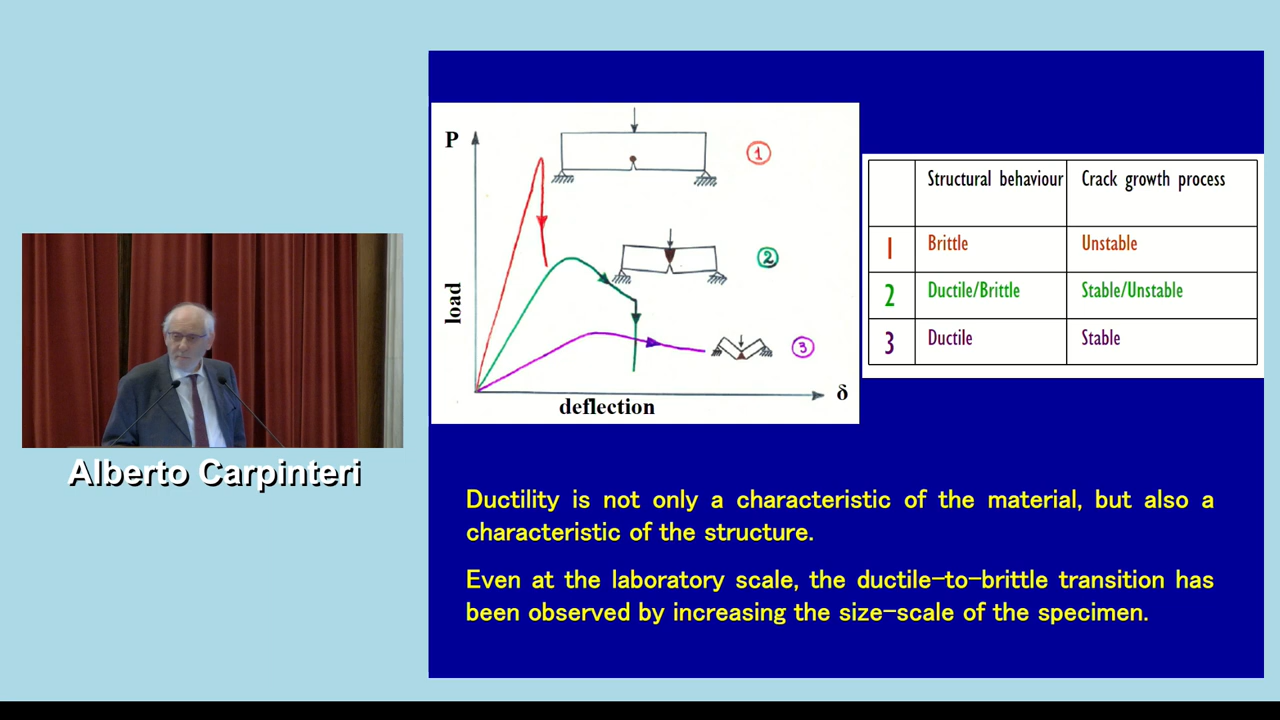 P
1
2
3
load
deflection
δ
Structural behaviour Crack growth process
1 Brittle Unstable
2 Ductile/Brittle Stable/Unstable
3 Ductile Stable
Alberto Carpinteri
Ductility is not only a characteristic of the material, but also a
characteristic of the structure.
Even at the laboratory scale, the ductile-to-brittle transition has
been observed by increasing the size-scale of the specimen.